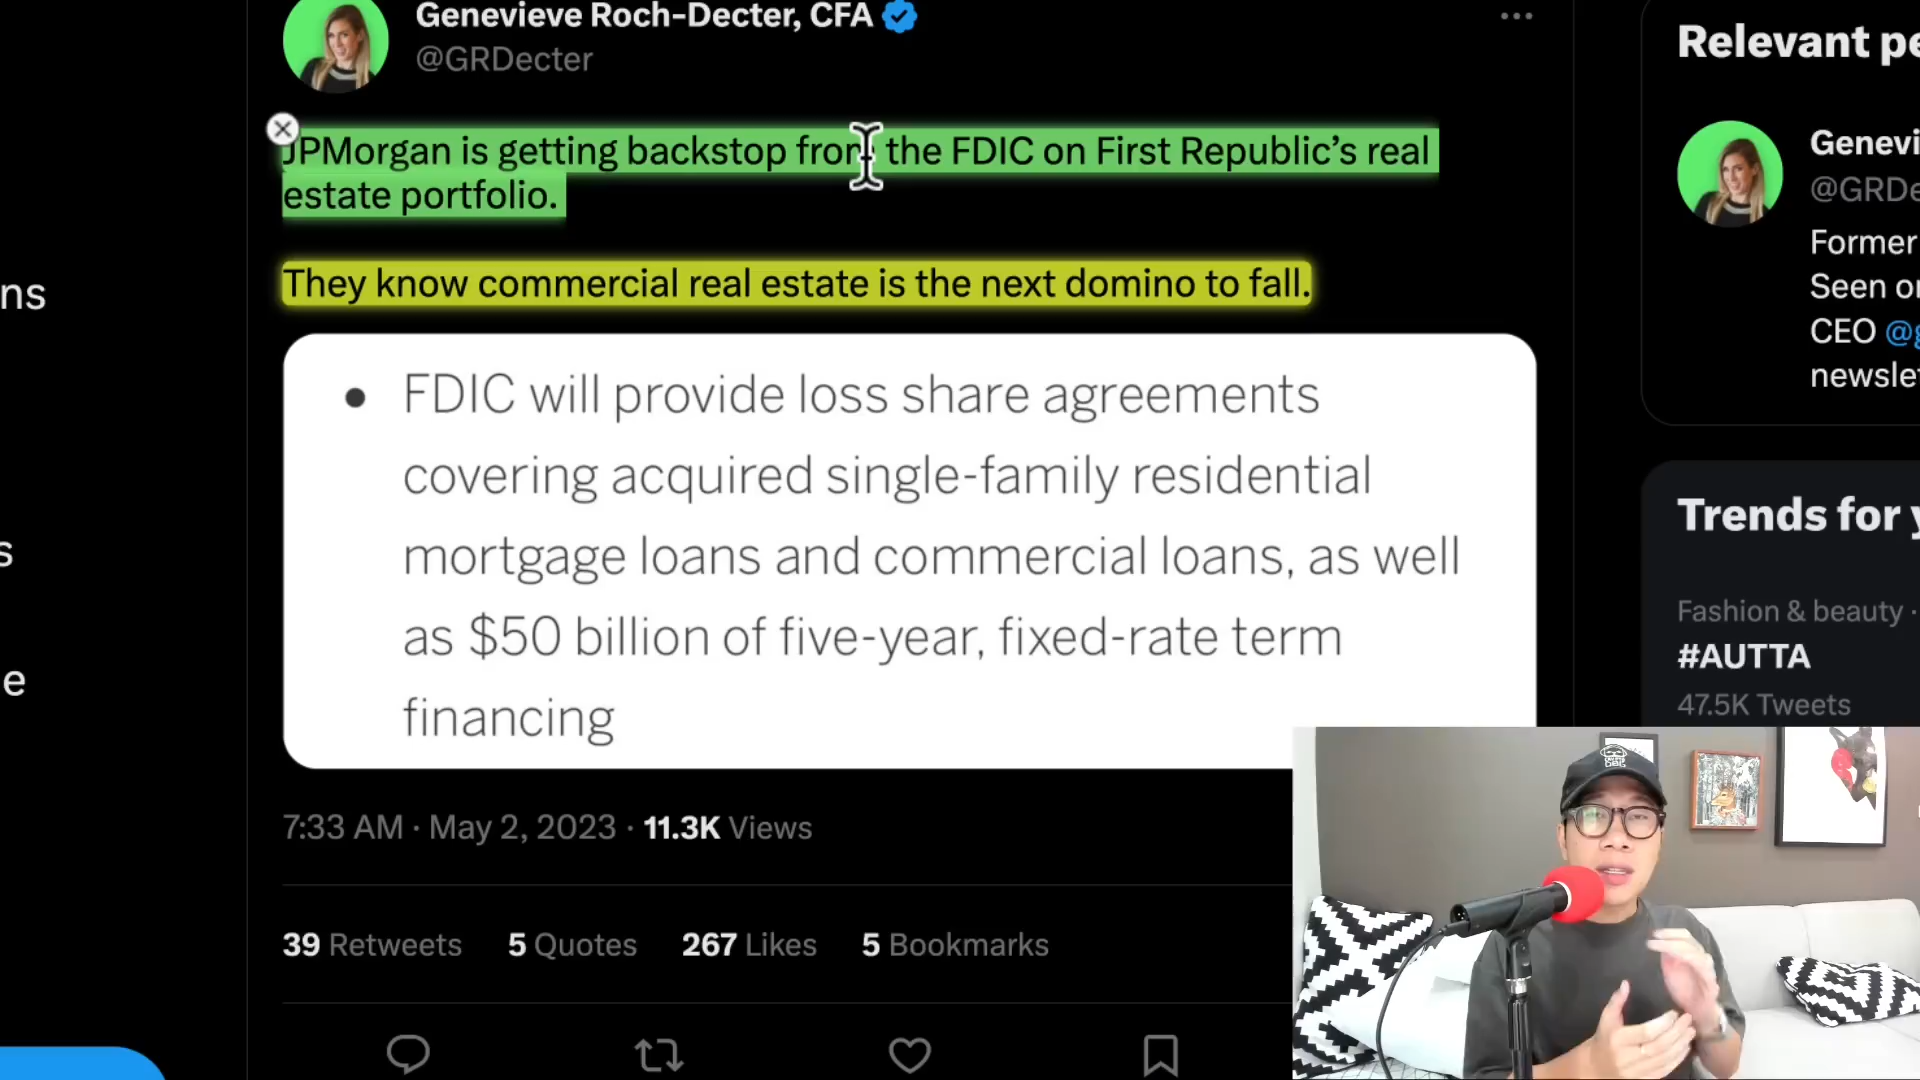 Genevieve Roch-Decter, CFA
@GRDecter
JPMorgan is getting backstop from the FDIC on First Republic's real
estate portfolio.
They know commercial real estate is the next domino to fall.
• FDIC will provide loss share agreements
covering acquired single-family residential
mortgage loans and commercial loans, as well
as $50 billion of five-year, fixed-rate term
financing
7:33 AM · May 2, 2023 · 11.3K Views
39 Retweets 5 Quotes 267 Likes 5 Bookmarks
ns
s
e
Relevant pe
Genevi
@GRDe
Former
Seen or
CEO @g
newslet
Trends for y
Fashion & beauty ·
#AUTTA
47.5K Tweets